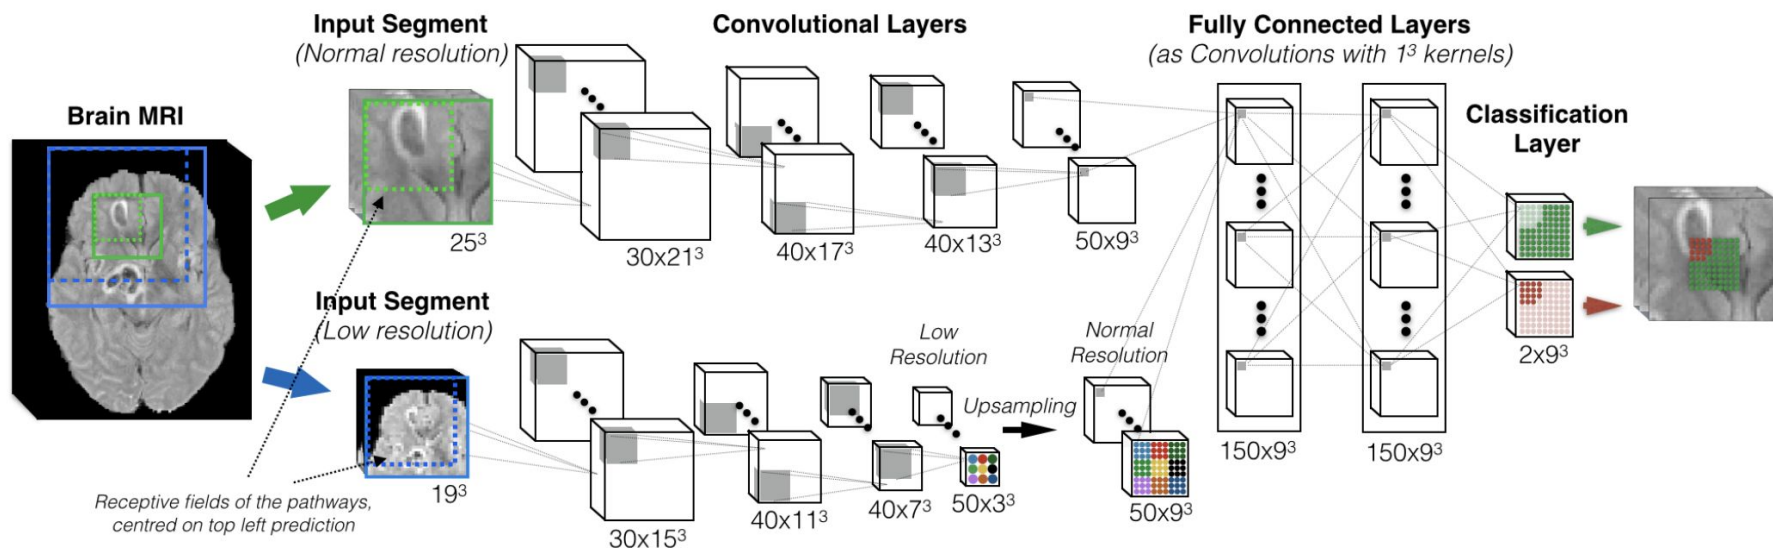 Brain MRI
Input Segment
(Normal resolution)
25³
Convolutional Layers
30x21³
40x17³
40x13³
50x9³
Fully Connected Layers
(as Convolutions with 1³ kernels)
150x9³
150x9³
Classification
Layer
2x9³
Input Segment
(Low resolution)
19³
30x15³
40x11³
40x7³
Low
Resolution
50x3³
Upsampling
Normal
Resolution
50x9³
Receptive fields of the pathways,
centred on top left prediction